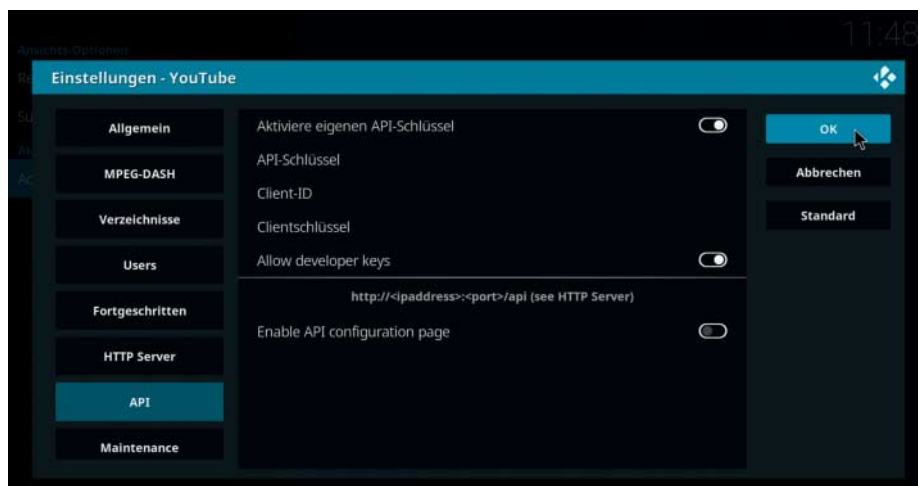 11:48
Ansichts-Optionen
Einstellungen - YouTube
Allgemein
MPEG-DASH
Verzeichnisse
Users
Fortgeschritten
HTTP Server
API
Maintenance
Aktiviere eigenen API-Schlüssel
API-Schlüssel
Client-ID
Clientschlüssel
Allow developer keys
http://<ipaddress>:<port>/api (see HTTP Server)
Enable API configuration page
OK
Abbrechen
Standard